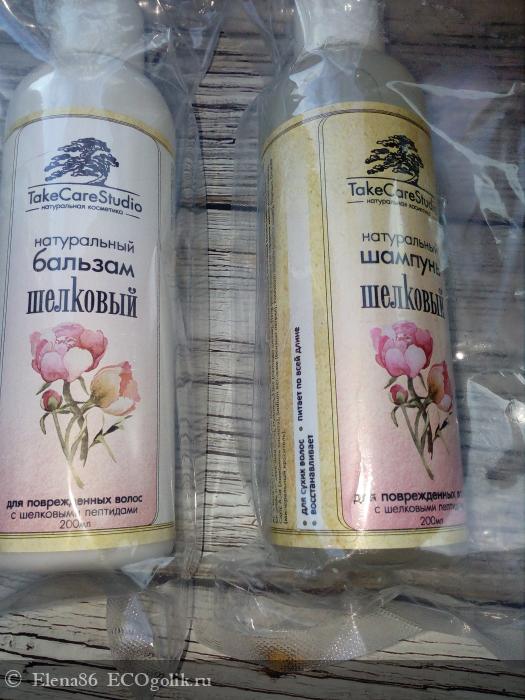 TakeCareStudio
натуральная косметика
натуральный
бальзам
шелковый
для поврежденных волос
с шелковыми пептидами
200мл
TakeCareStudio
натуральная косметика
натуральный
шампунь
шелковый
• для сухих волос • питает по всей длине
• восстанавливает
для поврежденных
с шелковыми пептидами
200мл
© Elena86 ECOgolik.ru